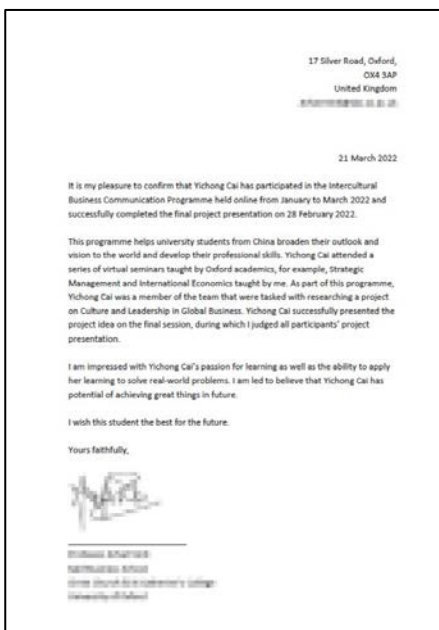 17 Silver Road, Oxford,
OX4 3AP
United Kingdom
21 March 2022
It is my pleasure to confirm that Yichong Cai has participated in the Intercultural
Business Communication Programme held online from January to March 2022 and
successfully completed the final project presentation on 28 February 2022.
This programme helps university students from China broaden their outlook and
vision to the world and develop their professional skills. Yichong Cai attended a
series of virtual seminars taught by Oxford academics, for example, Strategic
Management and International Economics taught by me. As part of this programme,
Yichong Cai was a member of the team that were tasked with researching a project
on Culture and Leadership in Global Business. Yichong Cai successfully presented the
project idea on the final session, during which I judged all participants' project
presentation.
I am impressed with Yichong Cai's passion for learning as well as the ability to apply
her learning to solve real-world problems. I am led to believe that Yichong Cai has
potential of achieving great things in future.
I wish this student the best for the future.
Yours faithfully,